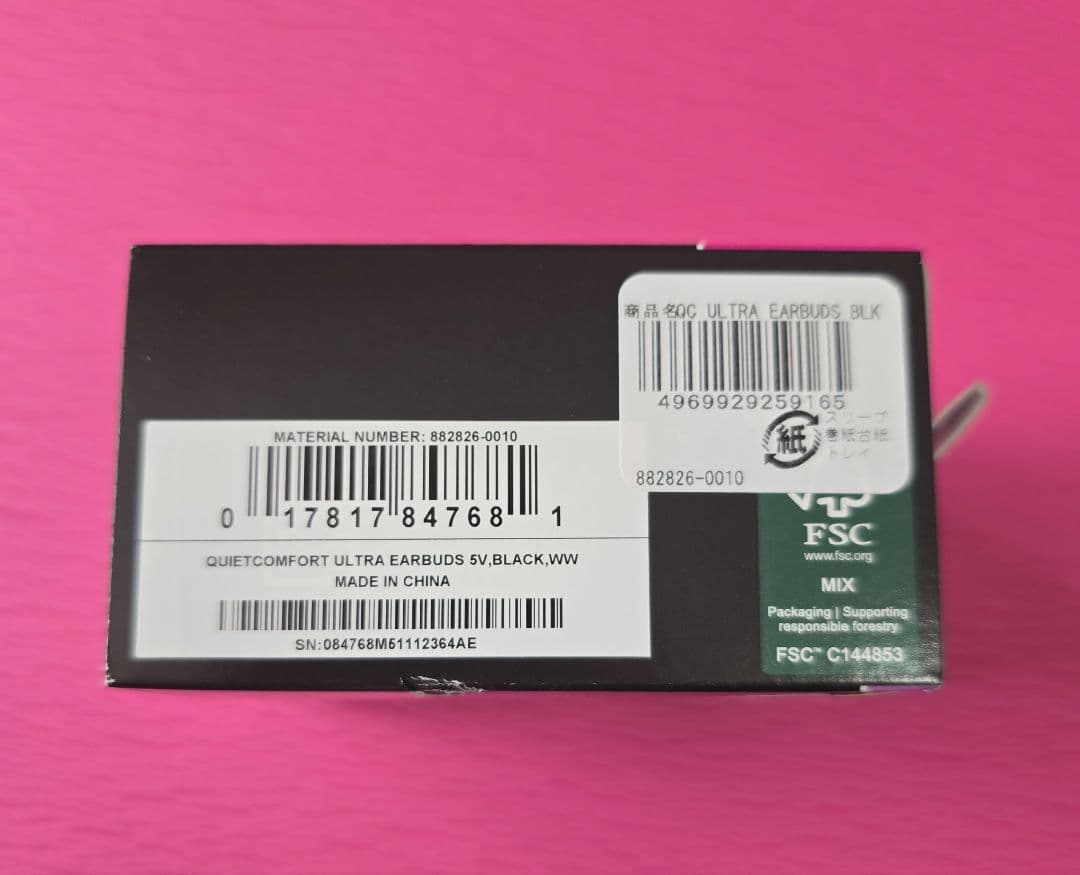 商品名QC ULTRA EARBUDS BLK
4969929259165
紙
スリーブ
巻紙台紙
トレイ
882826-0010
MATERIAL NUMBER: 882826-0010
0 17817 84768 1
QUIETCOMFORT ULTRA EARBUDS 5V,BLACK,WW
MADE IN CHINA
SN:084768M51112364AE
FSC
www.fsc.org
MIX
Packaging | Supporting
responsible forestry
FSC™ C144853